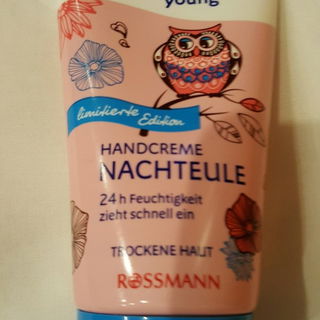 young
limitierte Edition
HANDCREME
NACHTEULE
24 h Feuchtigkeit
zieht schnell ein
TROCKENE HAUT
ROSSMANN